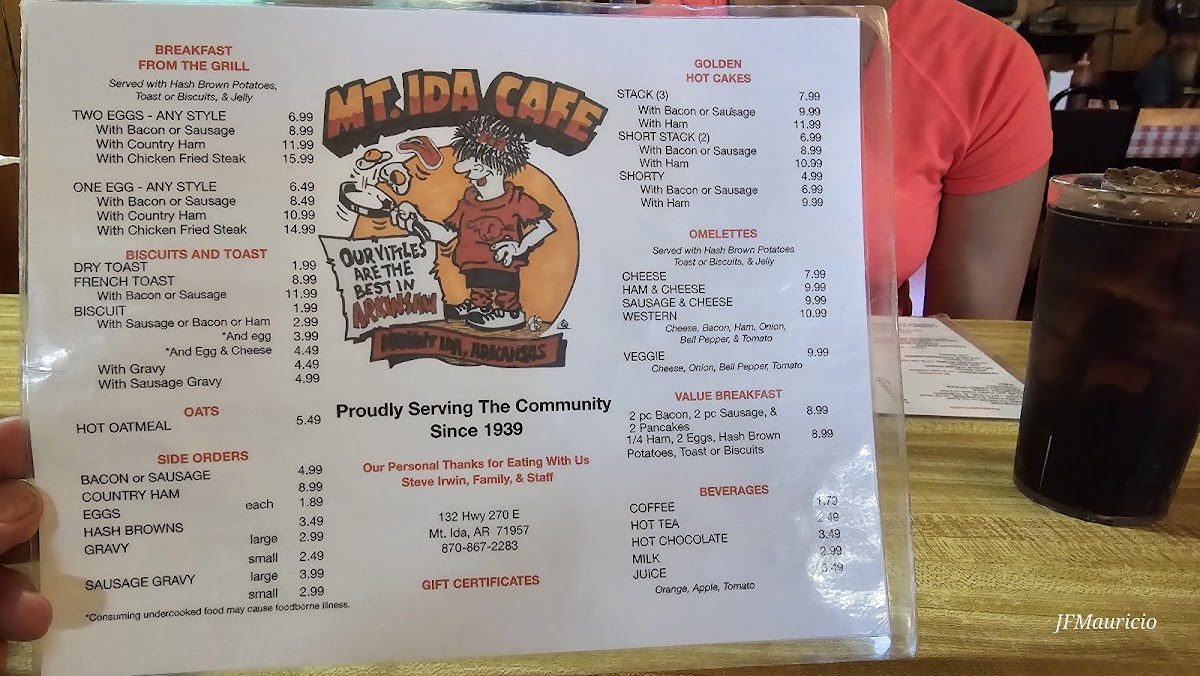 BREAKFAST
FROM THE GRILL
Served with Hash Brown Potatoes,
Toast or Biscuits, & Jelly
TWO EGGS - ANY STYLE 6.99
With Bacon or Sausage 8.99
With Country Ham 11.99
With Chicken Fried Steak 15.99
ONE EGG - ANY STYLE 6.49
With Bacon or Sausage 8.49
With Country Ham 10.99
With Chicken Fried Steak 14.99
BISCUITS AND TOAST
DRY TOAST 1.99
FRENCH TOAST 8.99
With Bacon or Sausage 11.99
BISCUIT 1.99
With Sausage or Bacon or Ham 2.99
*And egg 3.99
*And Egg & Cheese 4.49
With Gravy 4.49
With Sausage Gravy 4.99
OATS
HOT OATMEAL 5.49
SIDE ORDERS
BACON or SAUSAGE 4.99
COUNTRY HAM 8.99
EGGS each 1.89
HASH BROWNS 3.49
GRAVY large 2.99
small 2.49
SAUSAGE GRAVY large 3.99
small 2.99
*Consuming undercooked food may cause foodborne illness.
MT. IDA CAFE
OUR VITTLES
ARE THE
BEST IN
ARKINSAW
MOUNT IDA, ARKANSAS
Proudly Serving The Community
Since 1939
Our Personal Thanks for Eating With Us
Steve Irwin, Family, & Staff
132 Hwy 270 E
Mt. Ida, AR 71957
870-867-2283
GIFT CERTIFICATES
GOLDEN
HOT CAKES
STACK (3) 7.99
With Bacon or Sausage 9.99
With Ham 11.99
SHORT STACK (2) 6.99
With Bacon or Sausage 8.99
With Ham 10.99
SHORTY 4.99
With Bacon or Sausage 6.99
With Ham 9.99
OMELETTES
Served with Hash Brown Potatoes
Toast or Biscuits, & Jelly
CHEESE 7.99
HAM & CHEESE 9.99
SAUSAGE & CHEESE 9.99
WESTERN 10.99
Cheese, Bacon, Ham, Onion,
Bell Pepper, & Tomato
VEGGIE 9.99
Cheese, Onion, Bell Pepper, Tomato
VALUE BREAKFAST
2 pc Bacon, 2 pc Sausage, & 8.99
2 Pancakes
1/4 Ham, 2 Eggs, Hash Brown 8.99
Potatoes, Toast or Biscuits
BEVERAGES
COFFEE
HOT TEA 2.49
HOT CHOCOLATE 3.49
MILK 2.99
JUICE
Orange, Apple, Tomato
JFMauricio